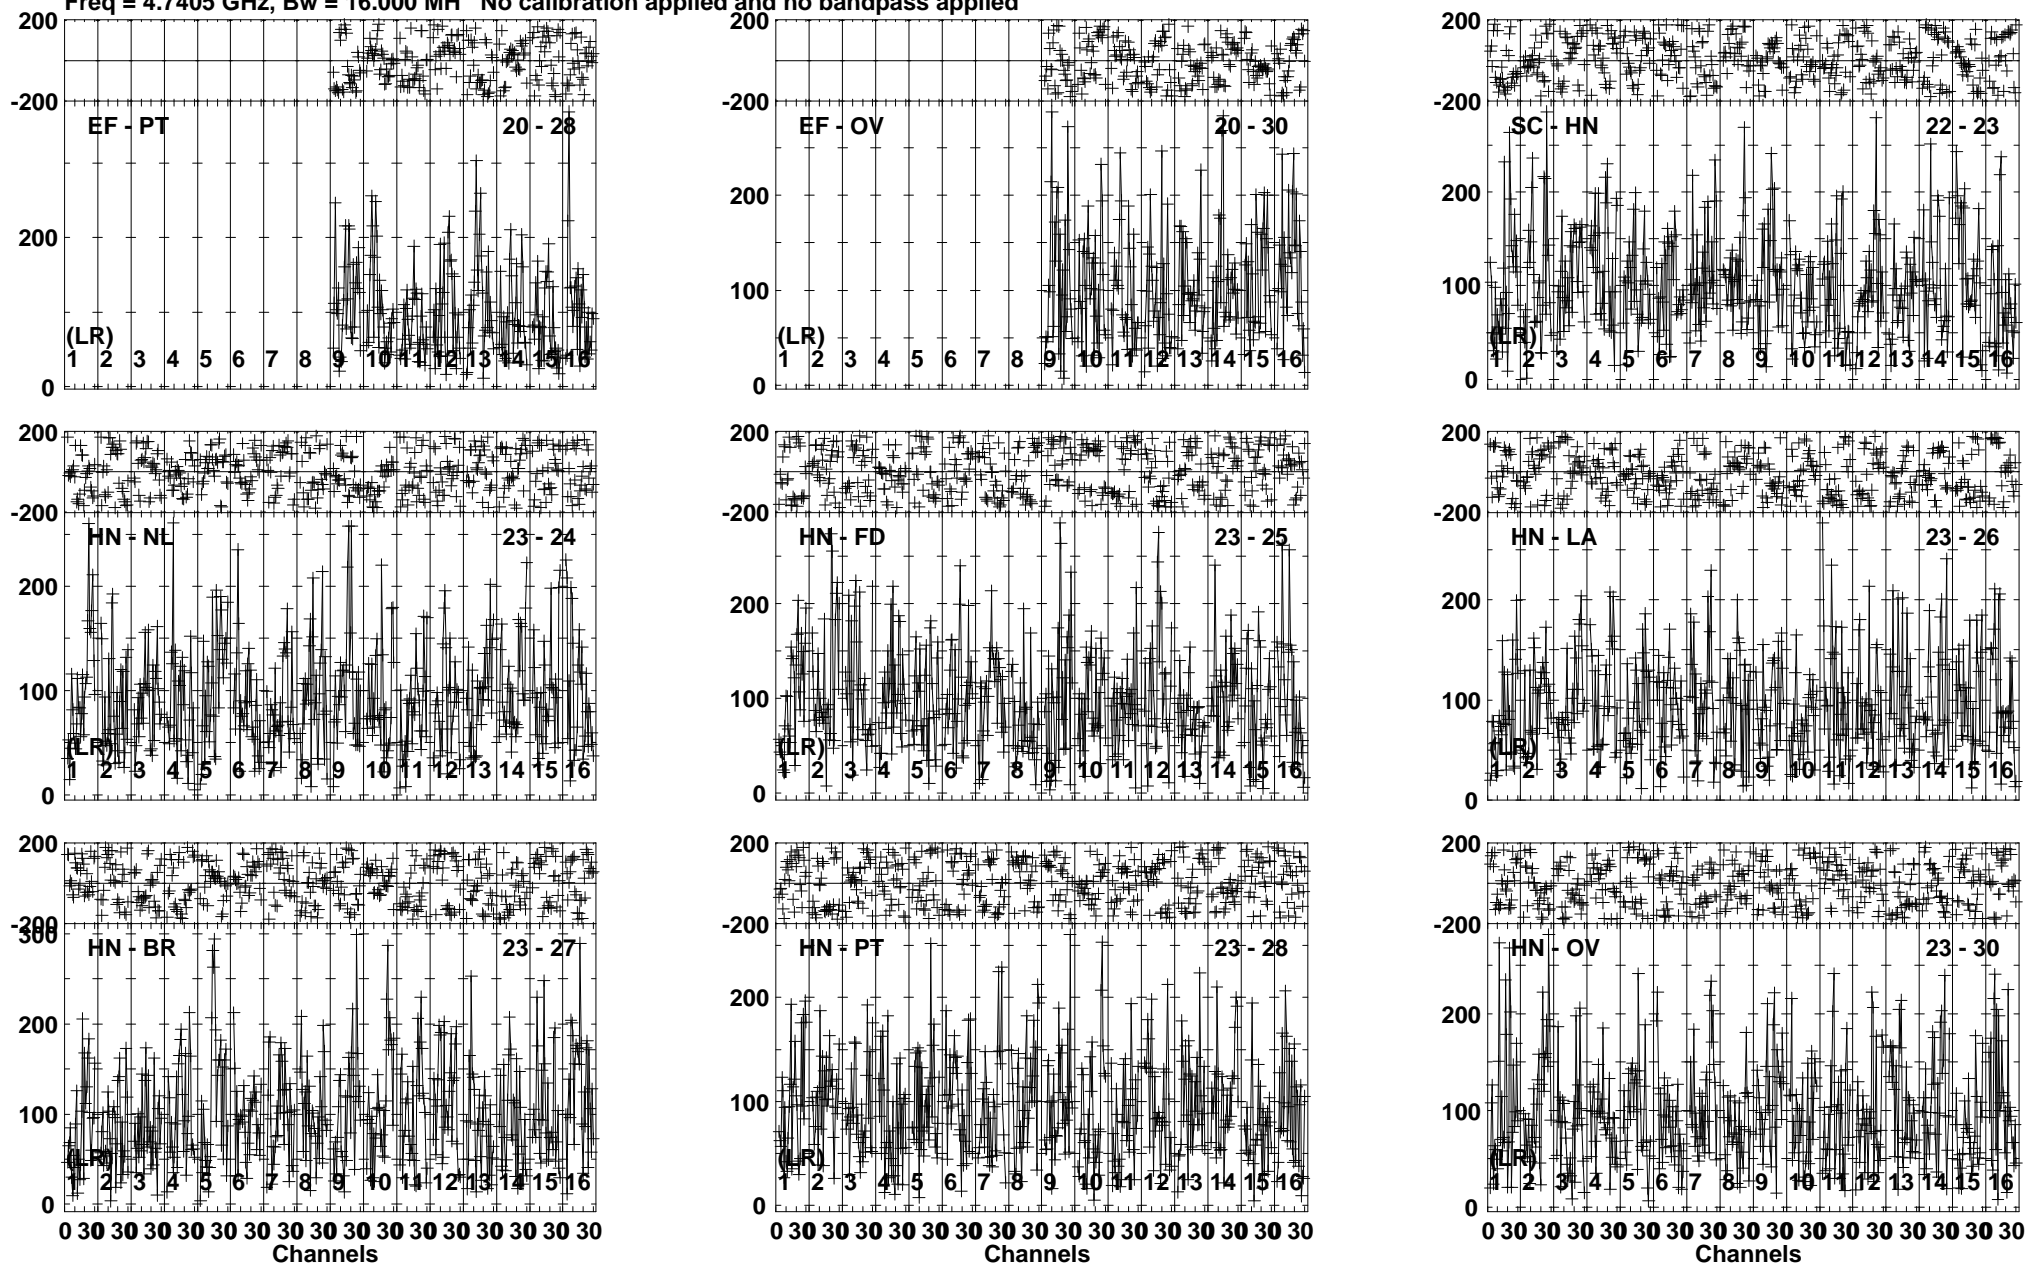 Freq = 4.7405 GHz, Bw = 16.000 MH No calibration applied and no bandpass applied
200
-200
EF - PT 20 - 28
200
(LR)
1 2 3 4 5 6 7 8 9 10 11 12 13 14 15 16
0
-200
EF - OV 20 - 30
200
100
(LR)
1 2 3 4 5 6 7 8 9 10 11 12 13 14 15 16
0
200
-200
SC - HN 22 - 23
200
100
(LR)
1 2 3 4 5 6 7 8 9 10 11 12 13 14 15 16
0
200
-200
HN - NL 23 - 24
200
100
(LR)
1 2 3 4 5 6 7 8 9 10 11 12 13 14 15 16
0
200
-200
HN - FD 23 - 25
200
100
(LR)
1 2 3 4 5 6 7 8 9 10 11 12 13 14 15 16
0
200
-200
HN - LA 23 - 26
200
100
(LR)
1 2 3 4 5 6 7 8 9 10 11 12 13 14 15 16
0
200
-200
300
HN - BR 23 - 27
200
100
(LR)
1 2 3 4 5 6 7 8 9 10 11 12 13 14 15 16
0
0 30 30 30 30 30 30 30 30 30 30 30 30 30 30 30 30
Channels
200
-200
HN - PT 23 - 28
200
100
(LR)
1 2 3 4 5 6 7 8 9 10 11 12 13 14 15 16
0
0 30 30 30 30 30 30 30 30 30 30 30 30 30 30 30 30
Channels
200
-200
HN - OV 23 - 30
200
100
(LR)
1 2 3 4 5 6 7 8 9 10 11 12 13 14 15 16
0
0 30 30 30 30 30 30 30 30 30 30 30 30 30 30 30 30
Channels